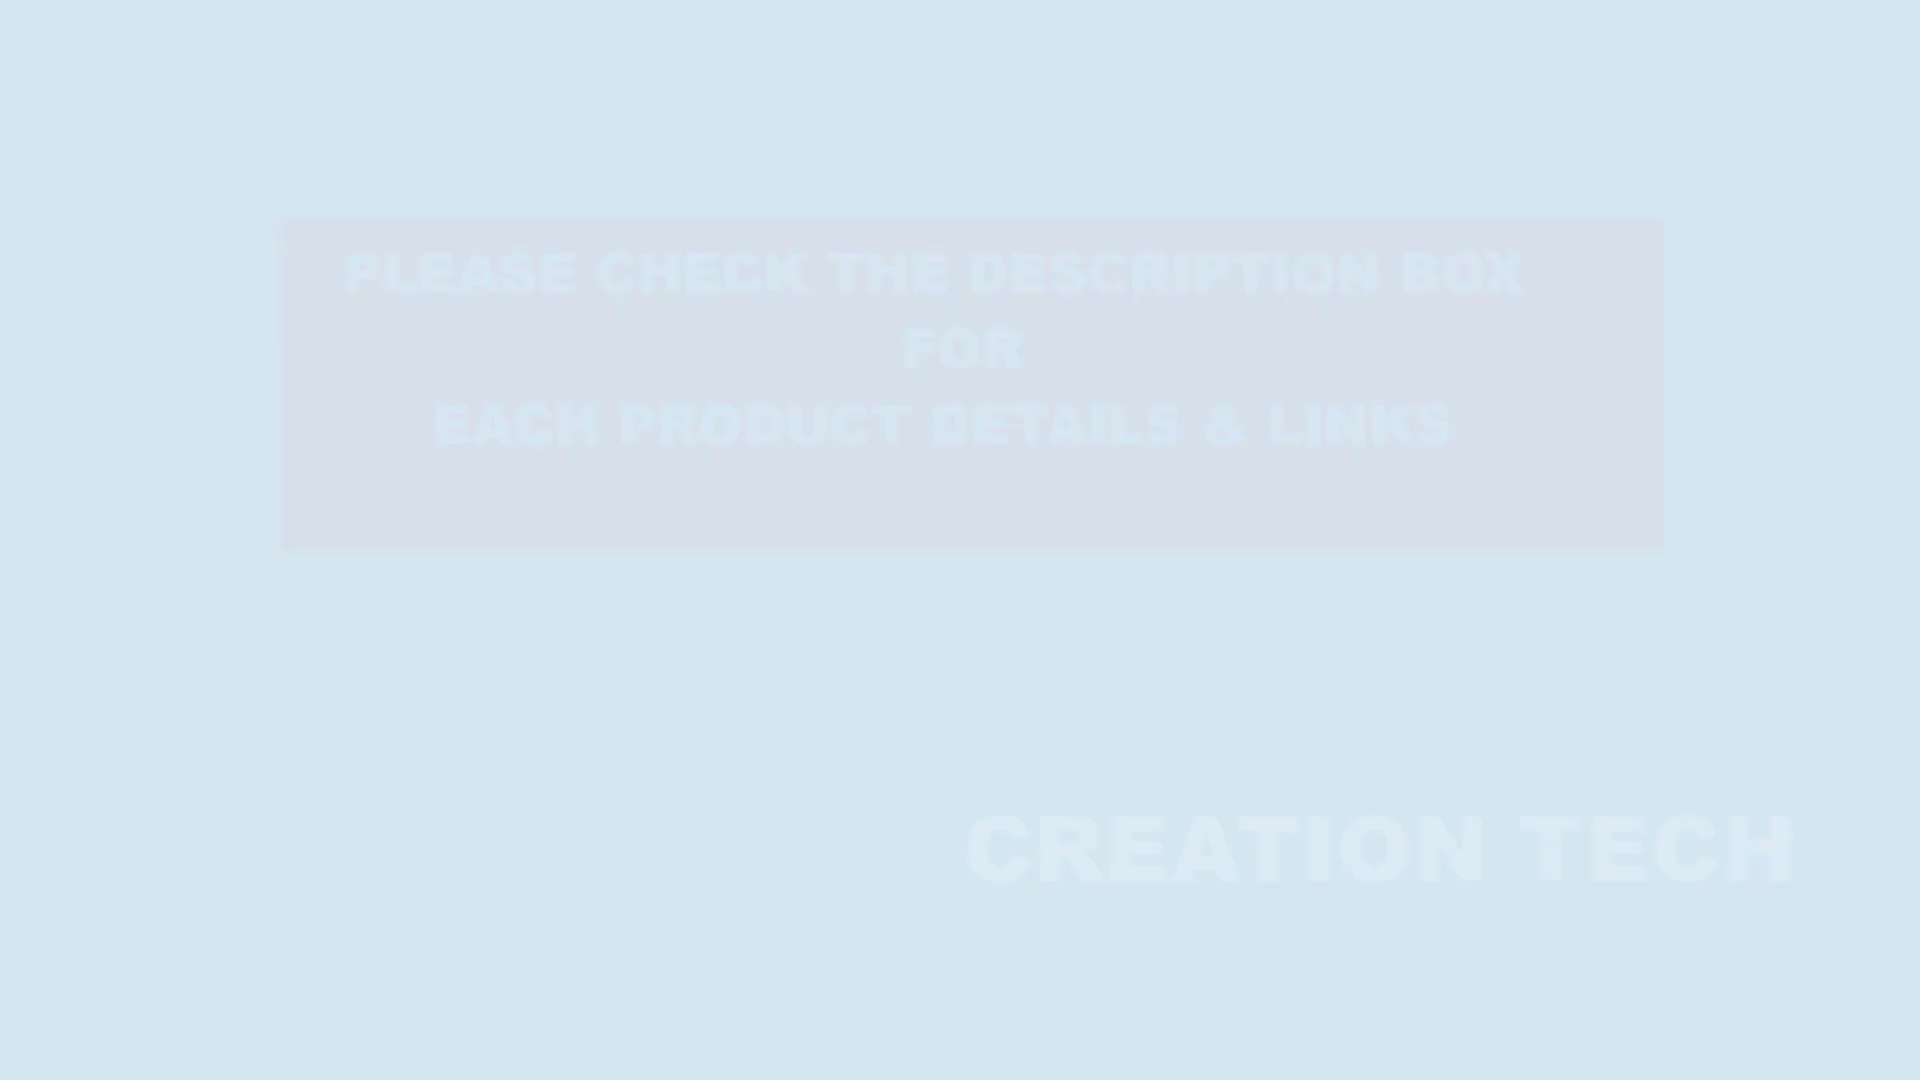 PLEASE CHECK THE DESCRIPTION BOX
FOR
EACH PRODUCT DETAILS & LINKS
CREATION TECH